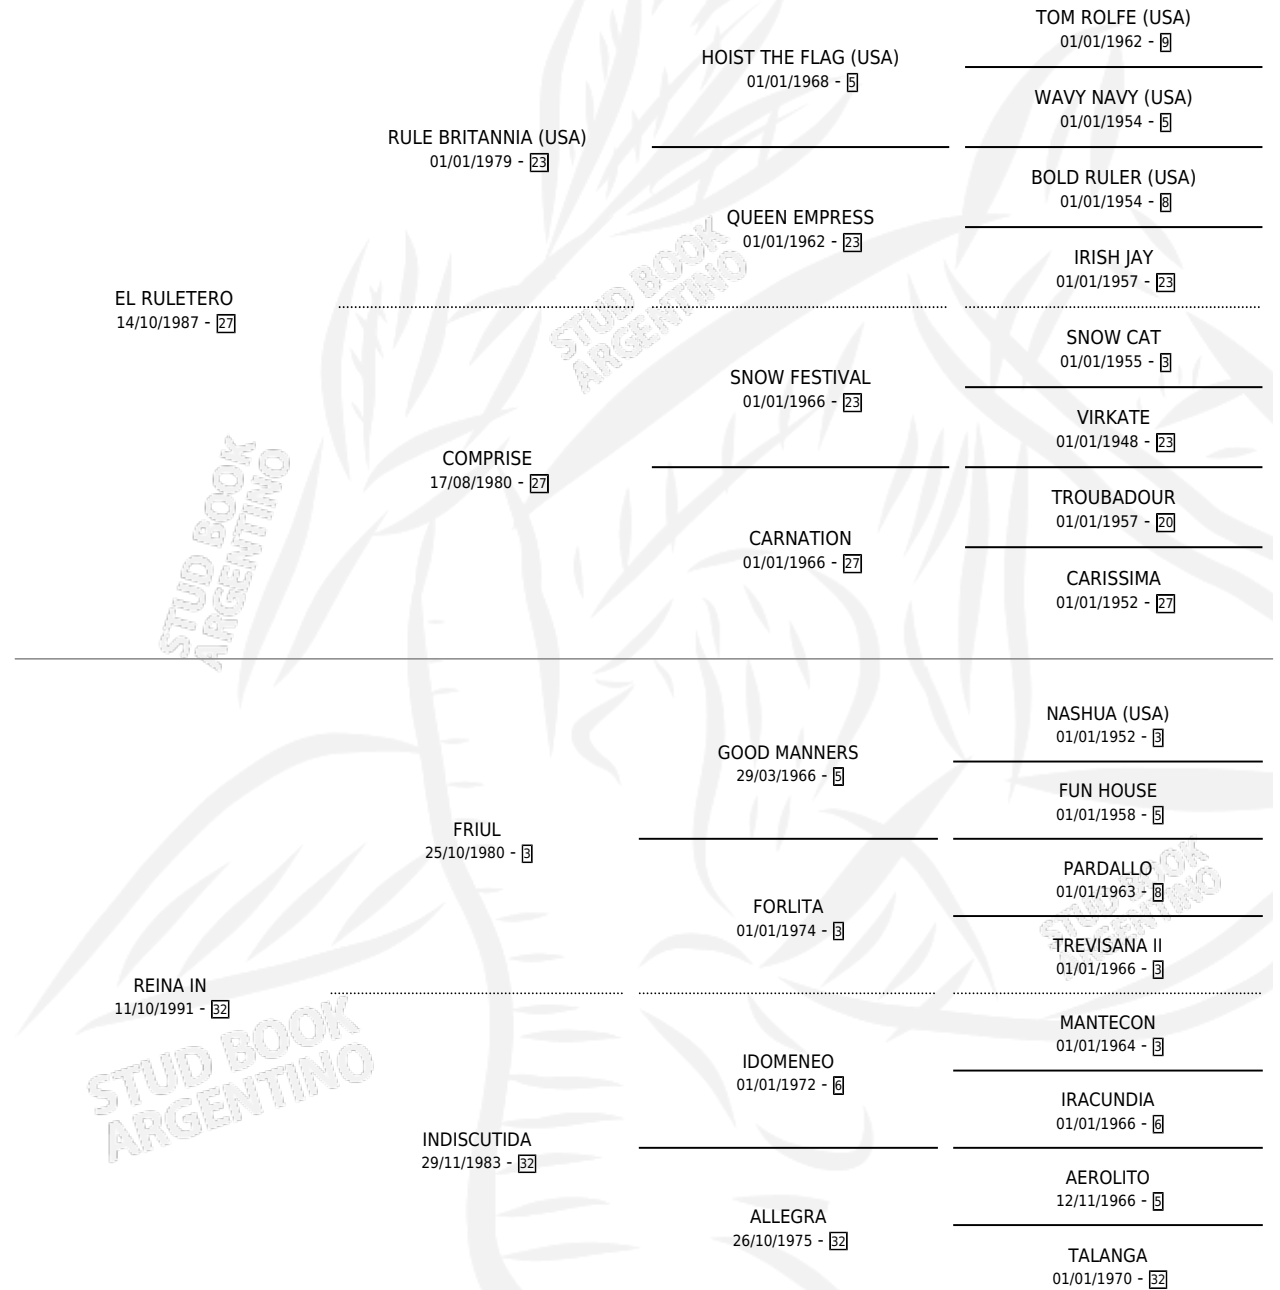 TOM ROLFE (USA)
01/01/1962 - 9
HOIST THE FLAG (USA)
01/01/1968 - 5
WAVY NAVY (USA)
01/01/1954 - 5
RULE BRITANNIA (USA)
01/01/1979 - 23
BOLD RULER (USA)
01/01/1954 - 8
QUEEN EMPRESS
01/01/1962 - 23
IRISH JAY
01/01/1957 - 23
EL RULETERO
14/10/1987 - 27
SNOW CAT
01/01/1955 - 3
SNOW FESTIVAL
01/01/1966 - 23
VIRKATE
01/01/1948 - 23
COMPRISE
17/08/1980 - 27
TROUBADOUR
01/01/1957 - 20
CARNATION
01/01/1966 - 27
CARISSIMA
01/01/1952 - 27
NASHUA (USA)
01/01/1952 - 3
GOOD MANNERS
29/03/1966 - 5
FUN HOUSE
01/01/1958 - 5
FRIUL
25/10/1980 - 3
PARDALLO
01/01/1963 - 8
FORLITA
01/01/1974 - 3
TREVISANA II
01/01/1966 - 3
REINA IN
11/10/1991 - 32
MANTECON
01/01/1964 - 3
IDOMENEO
01/01/1972 - 6
IRACUNDIA
01/01/1966 - 6
INDISCUTIDA
29/11/1983 - 32
AEROLITO
12/11/1966 - 5
ALLEGRA
26/10/1975 - 32
TALANGA
01/01/1970 - 32
STUD BOOK
ARGENTINO
STUD BOOK
ARGENTINO
STUD BOOK
ARGENTINO
STUD BOOK
ARGENTINO